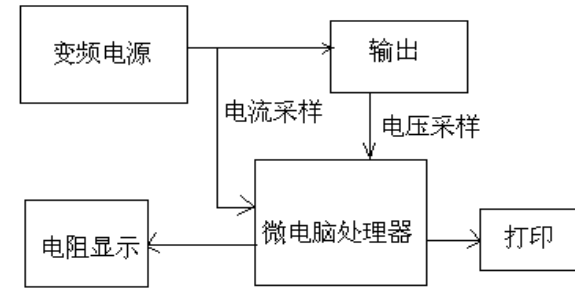 变频电源
输出
电流采样
电压采样
微电脑处理器
电阻显示
打印